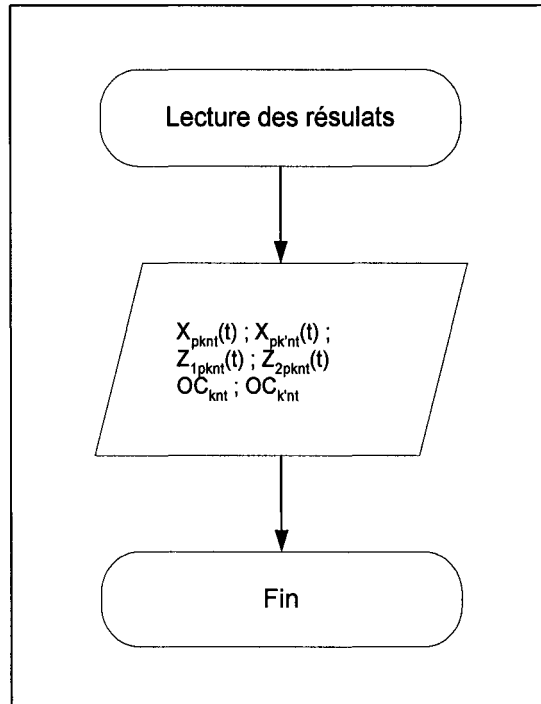 Lecture des résulats
X_pknt(t) ; X_pk'nt(t) ;
Z_1pknt(t) ; Z_2pknt(t)
OC_knt ; OC_k'nt
Fin